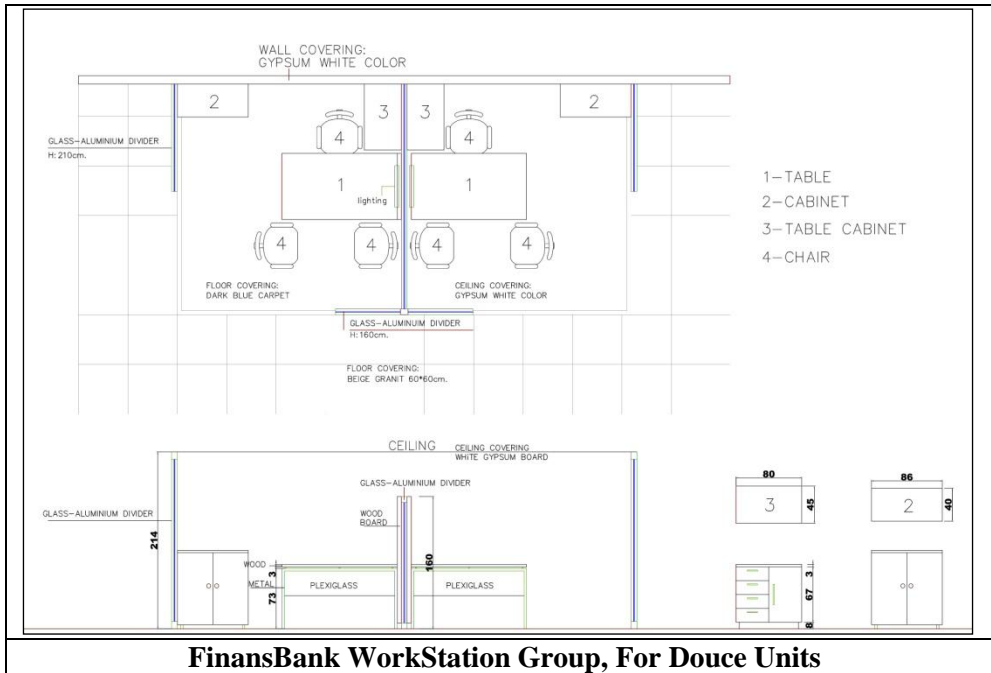 WALL COVERING:
GYPSUM WHITE COLOR
2
3
3
2
4
4
GLASS-ALUMINIUM DIVIDER
H:210cm.
1
1
lighting
1-TABLE
2-CABINET
3-TABLE CABINET
4-CHAIR
4
4
4
4
FLOOR COVERING:
DARK BLUE CARPET
CEILING COVERING:
GYPSUM WHITE COLOR
GLASS-ALUMINUIM DIVIDER
H:160cm.
FLOOR COVERING:
BEIGE GRANIT 60*60cm.
CEILING
CEILING COVERING
WHITE GYPSUM BOARD
GLASS-ALUMINIUM DIVIDER
80
86
3
45
2
40
GLASS-ALUMINIUM DIVIDER
WOOD
BOARD
214
160
WOOD
3
METAL
73
PLEXIGLASS
PLEXIGLASS
3
67
8
FinansBank WorkStation Group, For Douce Units